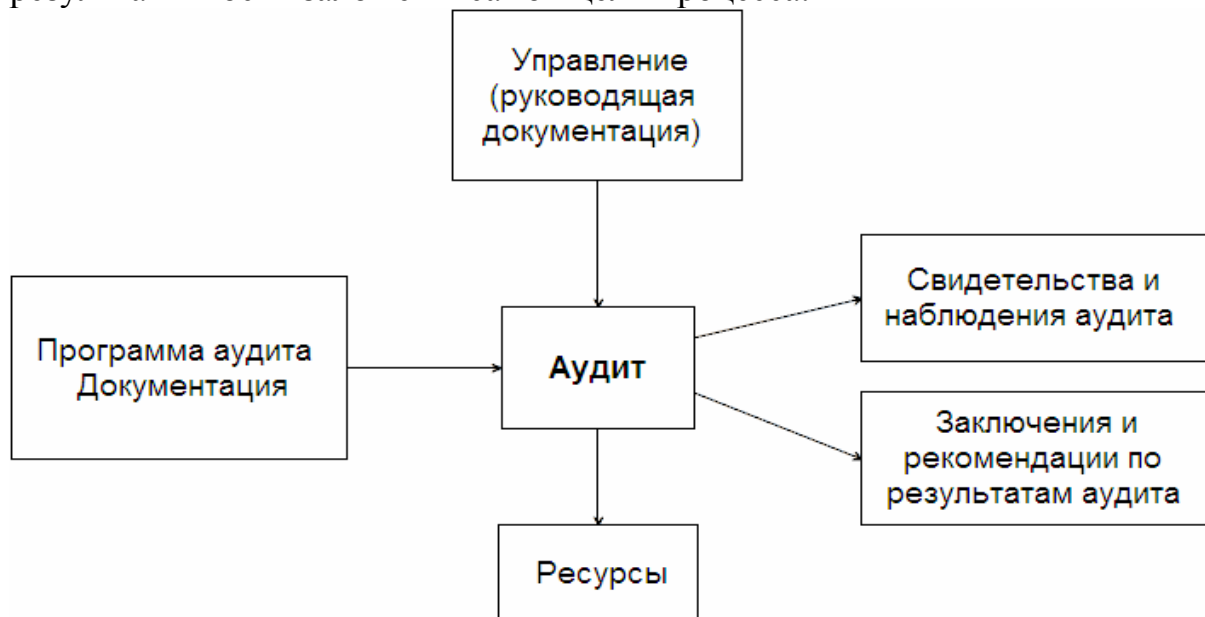 Управление
(руководящая
документация)
Свидетельства и
наблюдения аудита
Программа аудита
Документация
Аудит
Заключения и
рекомендации по
результатам аудита
Ресурсы